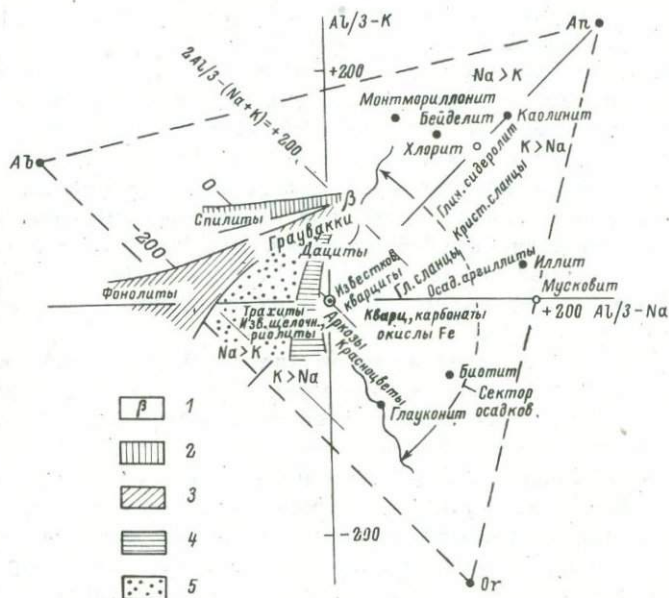 Al/3-K
An
+200
2Al/3-(Na+K)=+200
Na>K
Монтмориллонит
Бейделит
Каолинит
Хлорит
K>Na
Ab
Глин. сидеролит
Крист. сланцы
0
β
Спилиты
Граувакки
-200
Дациты
Известков.
кварциты
Гл. сланцы
Осад. аргиллиты
Иллит
Фонолиты
Мусковит
+200 Al/3-Na
Трахиты
Изв. щелочн.
риолиты
Аркозы
Кварц, карбонаты
окислы Fe
Красноцветы
Na>K
K>Na
Биотит
Сектор
осадков.
Глауконит
β 1
2
3
4
5
-200
Or